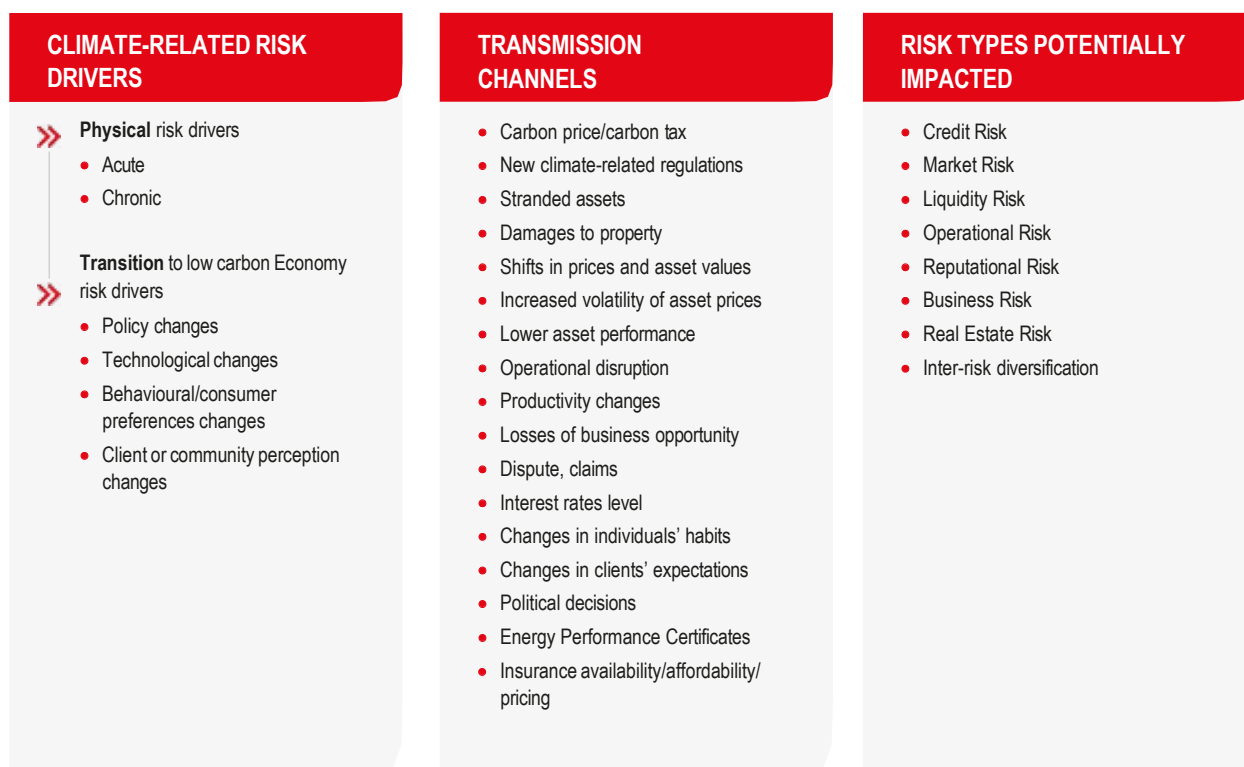 CLIMATE-RELATED RISK
DRIVERS
Physical risk drivers
Acute
Chronic
Transition to low carbon Economy
risk drivers
Policy changes
Technological changes
Behavioural/consumer
preferences changes
Client or community perception
changes
TRANSMISSION
CHANNELS
Carbon price/carbon tax
New climate-related regulations
Stranded assets
Damages to property
Shifts in prices and asset values
Increased volatility of asset prices
Lower asset performance
Operational disruption
Productivity changes
Losses of business opportunity
Dispute, claims
Interest rates level
Changes in individuals’ habits
Changes in clients’ expectations
Political decisions
Energy Performance Certificates
Insurance availability/affordability/
pricing
RISK TYPES POTENTIALLY
IMPACTED
Credit Risk
Market Risk
Liquidity Risk
Operational Risk
Reputational Risk
Business Risk
Real Estate Risk
Inter-risk diversification